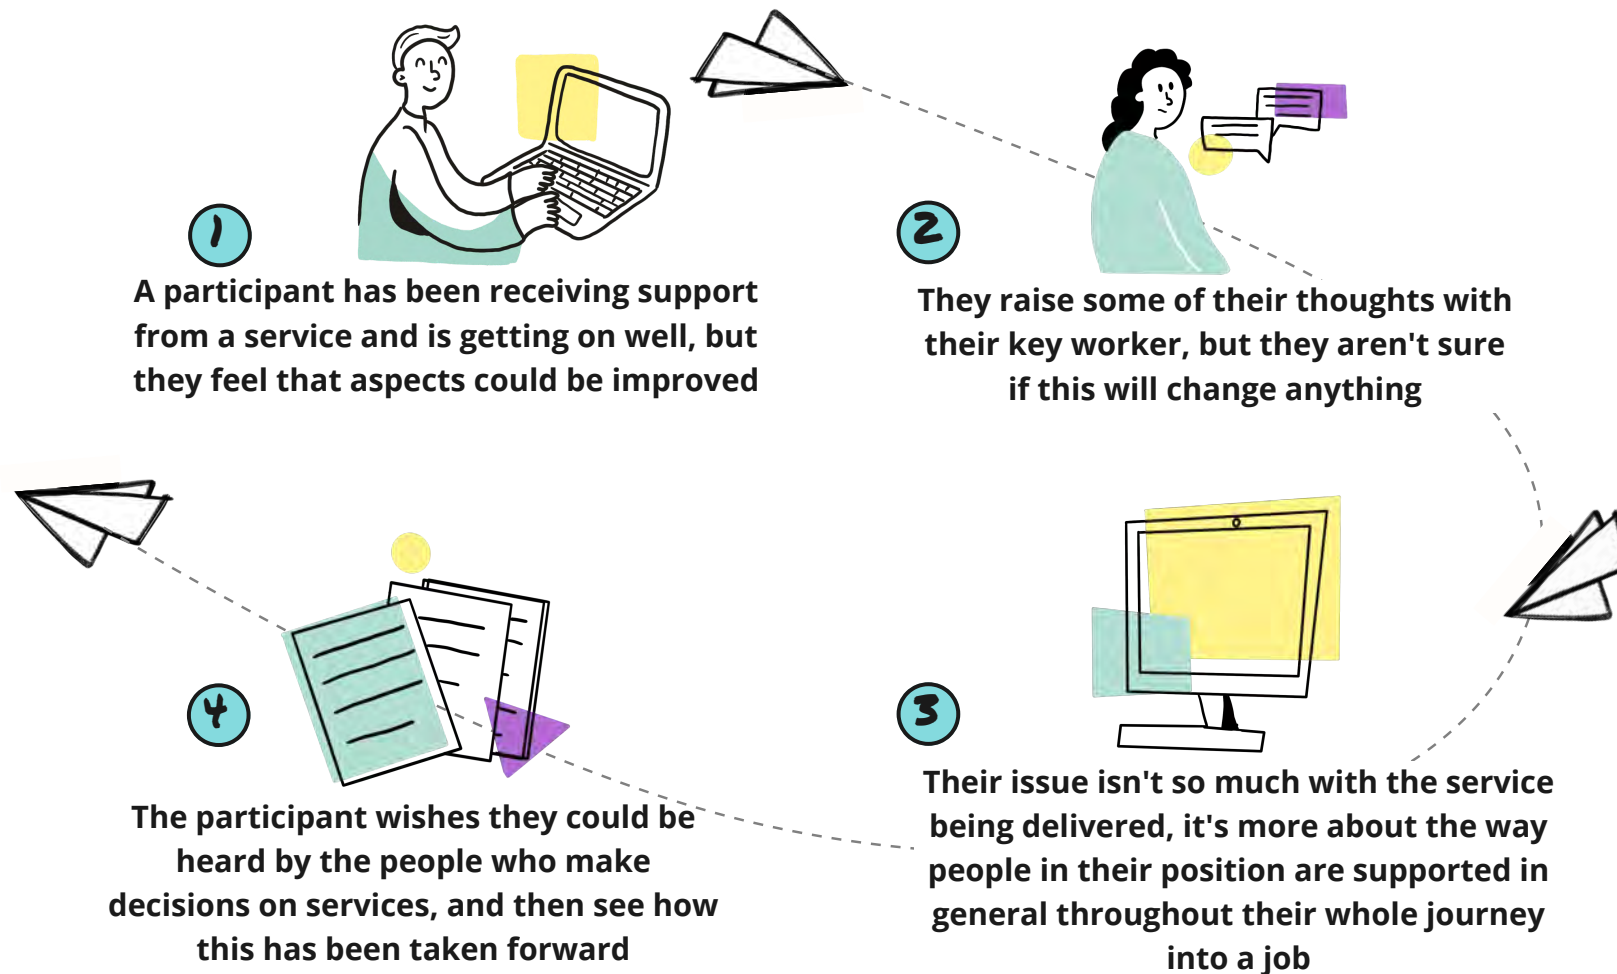 1
A participant has been receiving support
from a service and is getting on well, but
they feel that aspects could be improved
2
They raise some of their thoughts with
their key worker, but they aren't sure
if this will change anything
3
Their issue isn't so much with the service
being delivered, it's more about the way
people in their position are supported in
general throughout their whole journey
into a job
4
The participant wishes they could be
heard by the people who make
decisions on services, and then see how
this has been taken forward